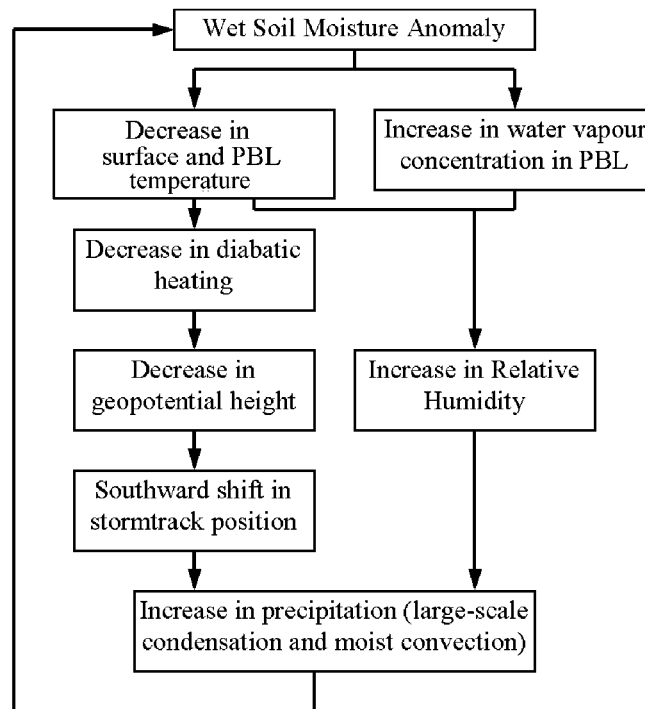 Wet Soil Moisture Anomaly
Decrease in
surface and PBL
temperature
Increase in water vapour
concentration in PBL
Decrease in diabatic
heating
Decrease in
geopotential height
Increase in Relative
Humidity
Southward shift in
stormtrack position
Increase in precipitation (large-scale
condensation and moist convection)